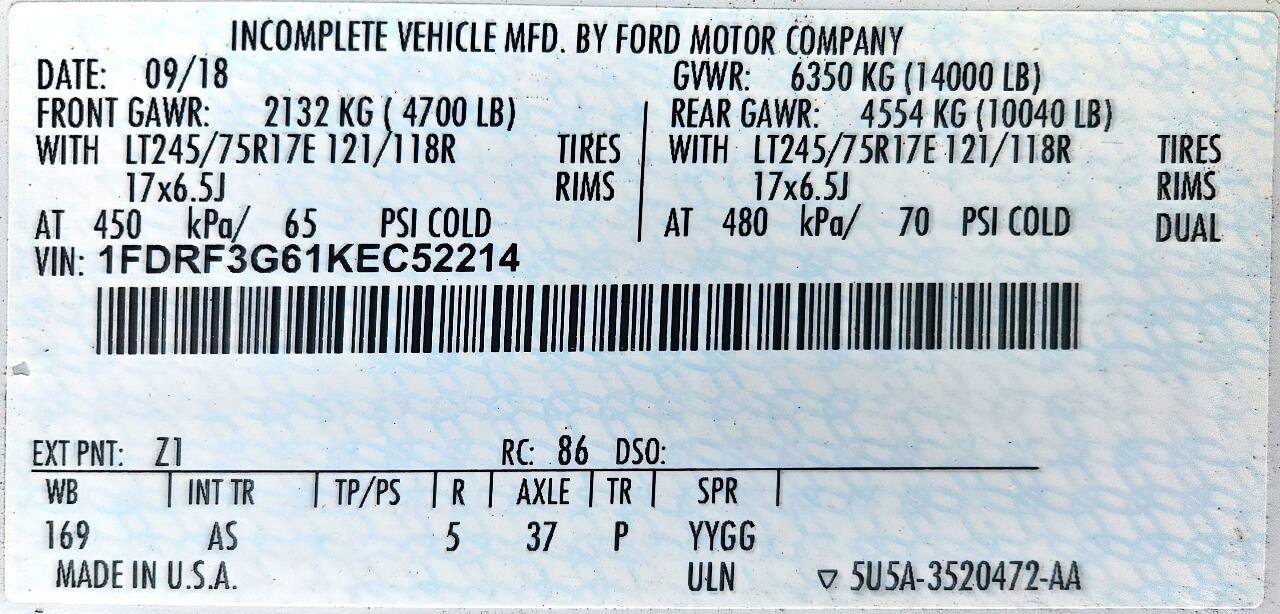 INCOMPLETE VEHICLE MFD. BY FORD MOTOR COMPANY
DATE: 09/18 GVWR: 6350 KG (14000 LB)
FRONT GAWR: 2132 KG ( 4700 LB) REAR GAWR: 4554 KG (10040 LB)
WITH LT245/75R17E 121/118R TIRES WITH LT245/75R17E 121/118R TIRES
17x6.5J RIMS 17x6.5J RIMS
AT 450 kPa/ 65 PSI COLD AT 480 kPa/ 70 PSI COLD DUAL
VIN: 1FDRF3G61KEC52214
EXT PNT: Z1 RC: 86 DSO:
WB INT TR TP/PS R AXLE TR SPR
169 AS 5 37 P YYGG
MADE IN U.S.A. ULN ▽ 5U5A-3520472-AA